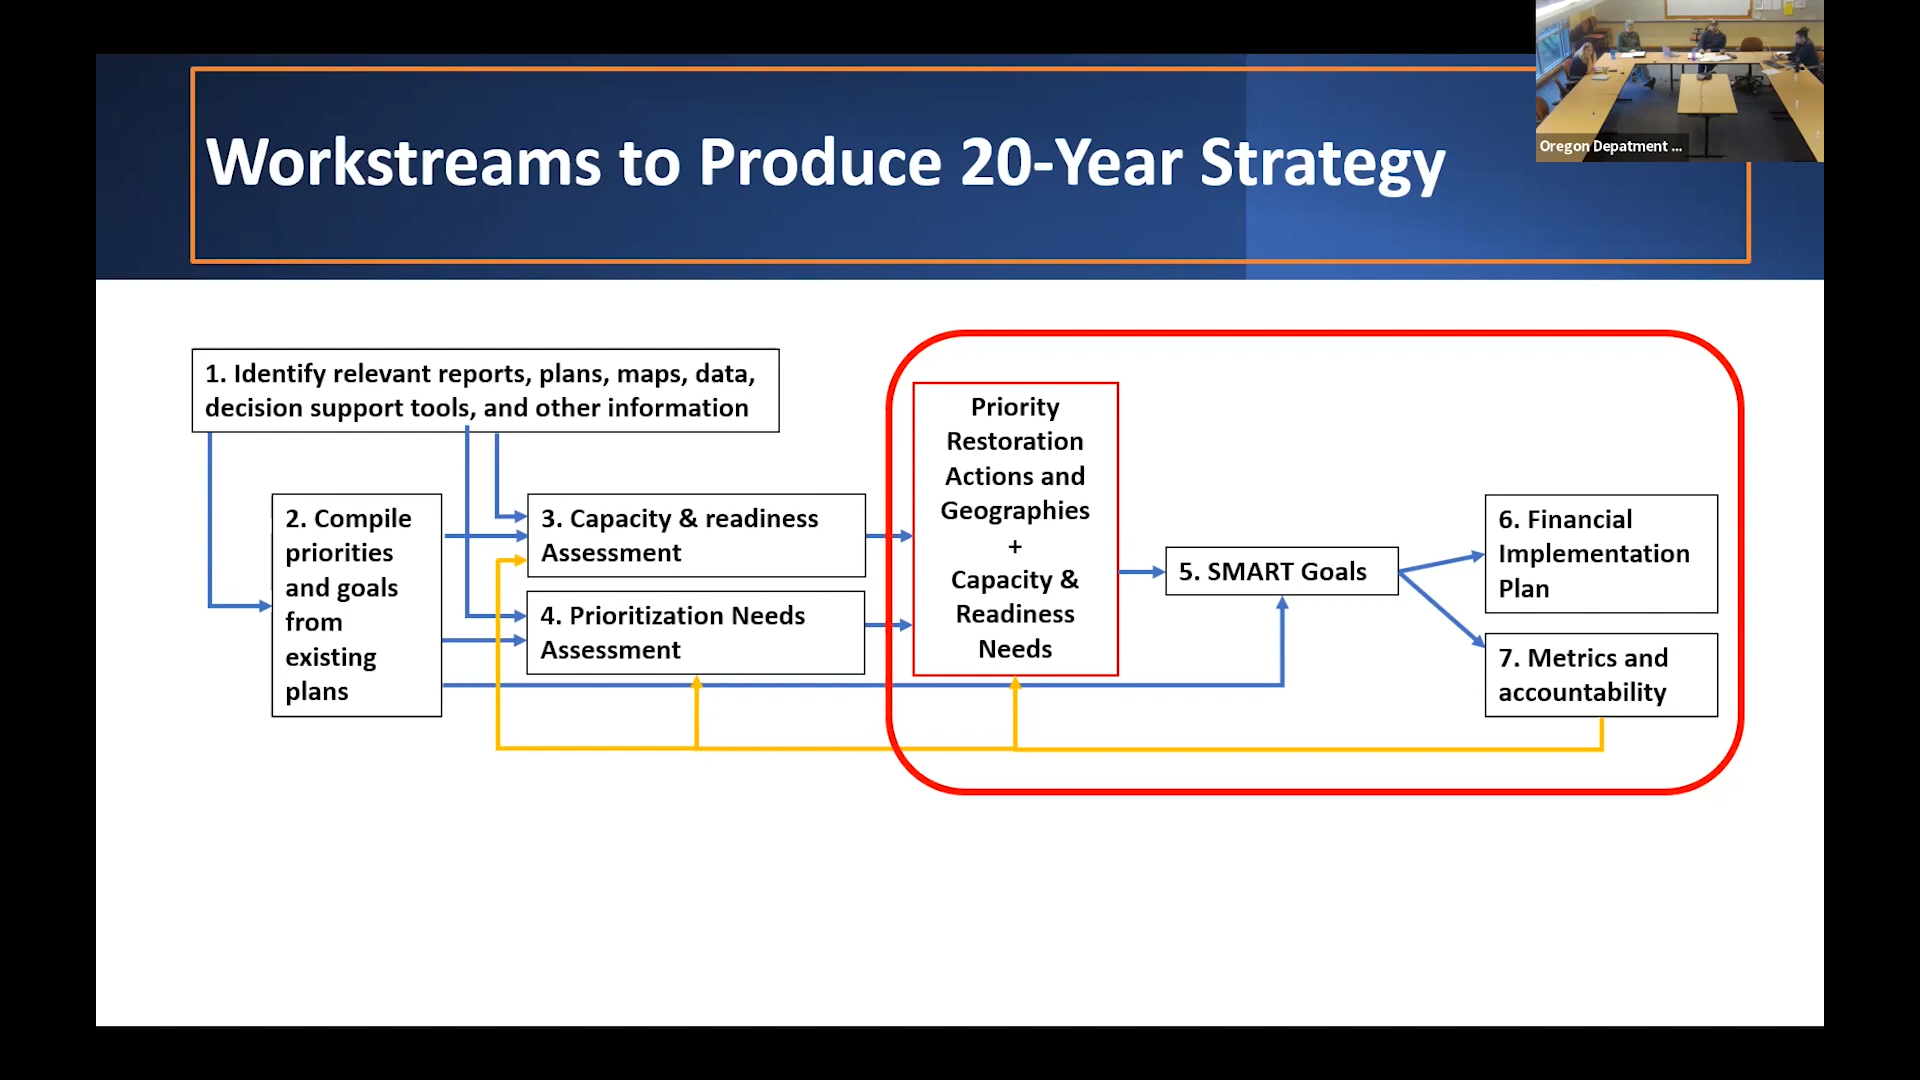 Workstreams to Produce 20-Year Strategy
Oregon Depatment ...
1. Identify relevant reports, plans, maps, data,
decision support tools, and other information
2. Compile
priorities
and goals
from
existing
plans
3. Capacity & readiness
Assessment
4. Prioritization Needs
Assessment
Priority
Restoration
Actions and
Geographies
+
Capacity &
Readiness
Needs
5. SMART Goals
6. Financial
Implementation
Plan
7. Metrics and
accountability